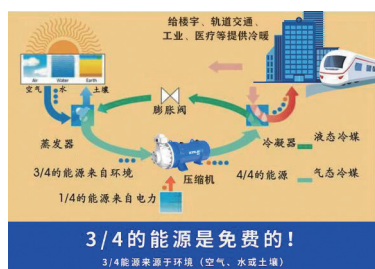 给楼宇、轨道交通、
工业、医疗等提供冷暖
Air Water Earth
空气 水 土壤
膨胀阀
蒸发器
冷凝器
液态冷媒
3/4的能源来自环境
压缩机
4/4的能源
气态冷媒
1/4的能源来自电力
3/4的能源是免费的！
3/4能源来源于环境（空气、水或土壤）